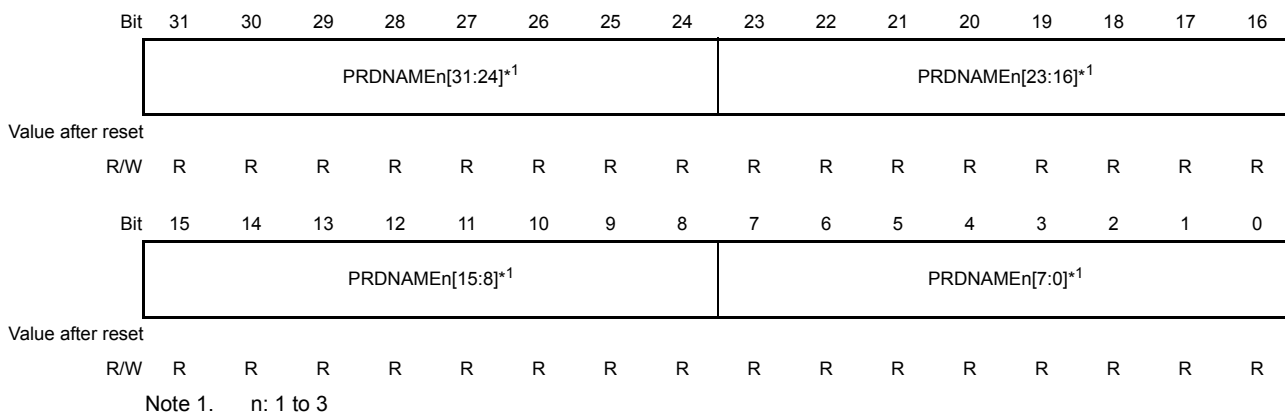 Bit 31 30 29 28 27 26 25 24 23 22 21 20 19 18 17 16
PRDNAMEn[31:24]*1 PRDNAMEn[23:16]*1
Value after reset
R/W R R R R R R R R R R R R R R R R
Bit 15 14 13 12 11 10 9 8 7 6 5 4 3 2 1 0
PRDNAMEn[15:8]*1 PRDNAMEn[7:0]*1
Value after reset
R/W R R R R R R R R R R R R R R R R
Note 1. n: 1 to 3